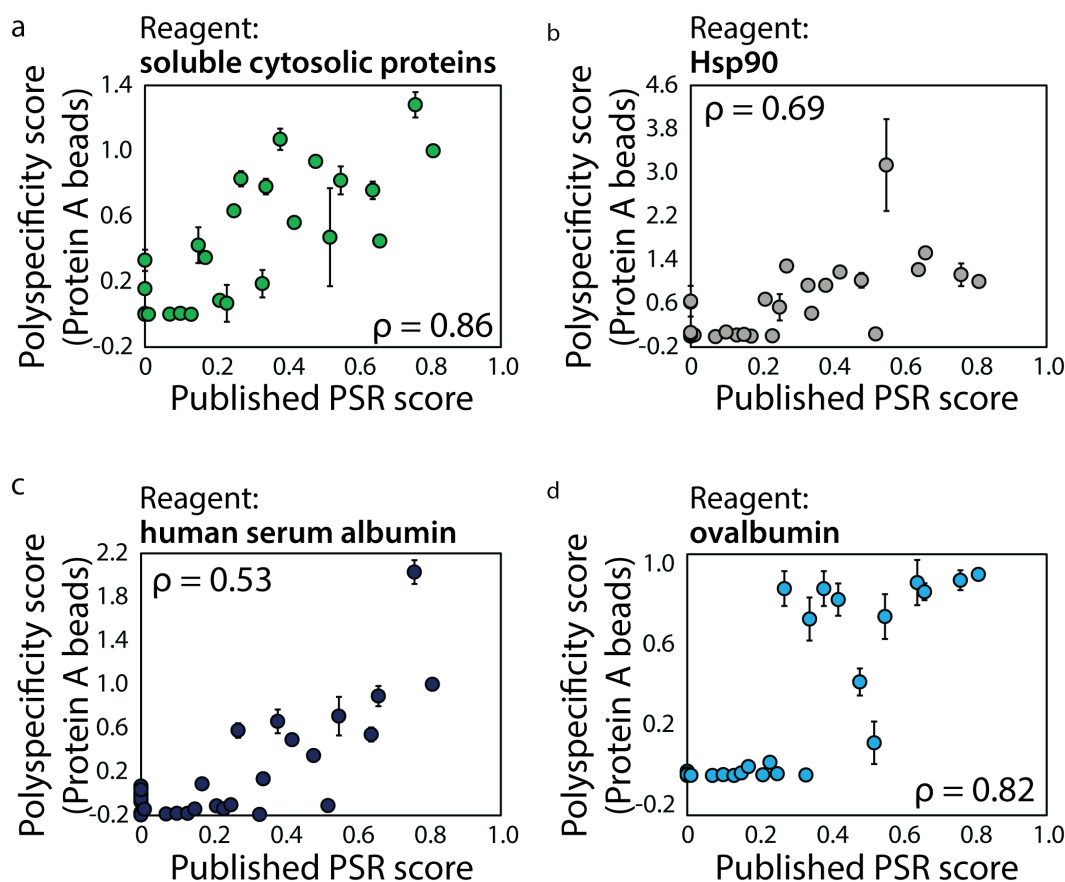 a
Reagent:
soluble cytosolic proteins
Polyspecificity score
(Protein A beads)
1.4
1.0
0.6
0.2
-0.2
ρ = 0.86
0 0.2 0.4 0.6 0.8 1.0
Published PSR score
b
Reagent:
Hsp90
Polyspecificity score
(Protein A beads)
4.6
3.8
3.0
2.2
1.4
0.6
-0.2
ρ = 0.69
0 0.2 0.4 0.6 0.8 1.0
Published PSR score
c
Reagent:
human serum albumin
Polyspecificity score
(Protein A beads)
2.2
1.8
1.4
1.0
0.6
0.2
-0.2
ρ = 0.53
0 0.2 0.4 0.6 0.8 1.0
Published PSR score
d
Reagent:
ovalbumin
Polyspecificity score
(Protein A beads)
1.0
0.6
0.2
-0.2
ρ = 0.82
0 0.2 0.4 0.6 0.8 1.0
Published PSR score